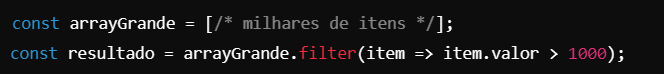 const arrayGrande = [/* milhares de itens */];
const resultado = arrayGrande.filter(item => item.valor > 1000);